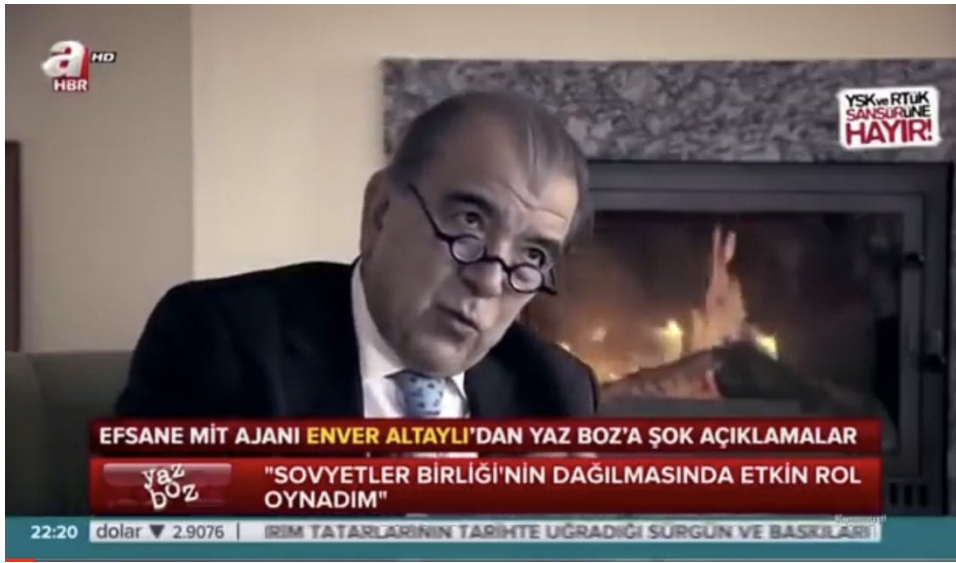 a HD
HBR
YSK ve RTÜK
SANSÜRÜNE
HAYIR!
EFSANE MİT AJANI ENVER ALTAYLI'DAN YAZ BOZ'A ŞOK AÇIKLAMALAR
yaz
boz
"SOVYETLER BİRLİĞİ'NİN DAĞILMASINDA ETKİN ROL
OYNADIM"
22:20 dolar ▼ 2.9076 | IRIM TATARLARININ TARİHTE UĞRADIĞI SÜRGÜN VE BASKILARI